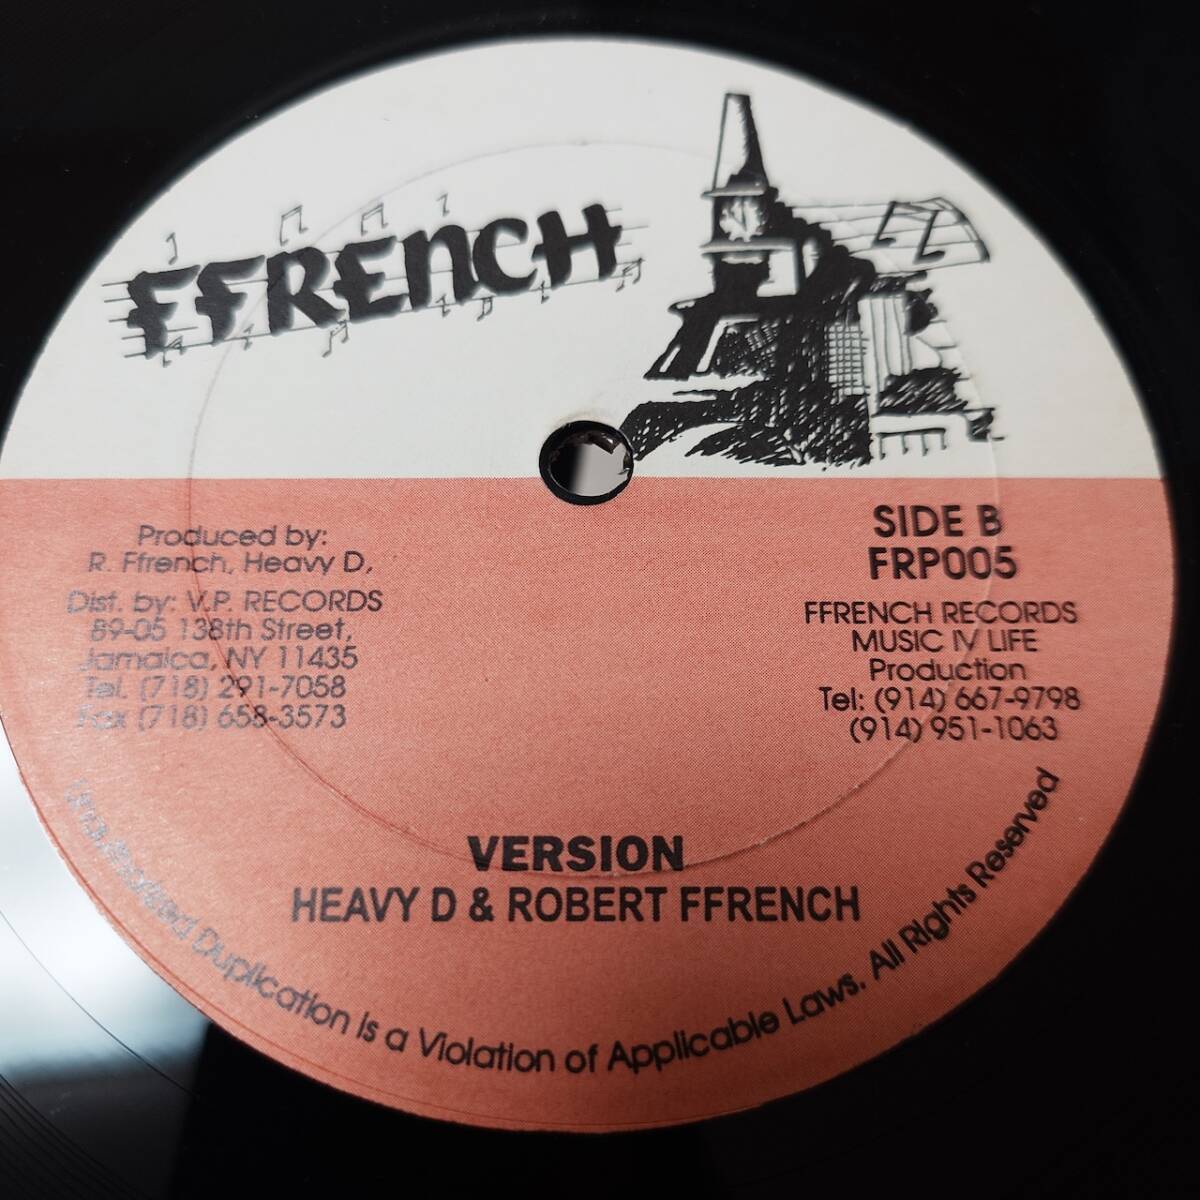 FFRENCH
Produced by:
R. Ffrench, Heavy D,
Dist. by: V.P. RECORDS
89-05 138th Street,
Jamaica, NY 11435
Tel. (718) 291-7058
Fax (718) 658-3573
SIDE B
FRP005
FFRENCH RECORDS
MUSIC IV LIFE
Production
Tel: (914) 667-9798
(914) 951-1063
VERSION
HEAVY D & ROBERT FFRENCH
Unauthorized Duplication is a Violation of Applicable Laws. All Rights Reserved